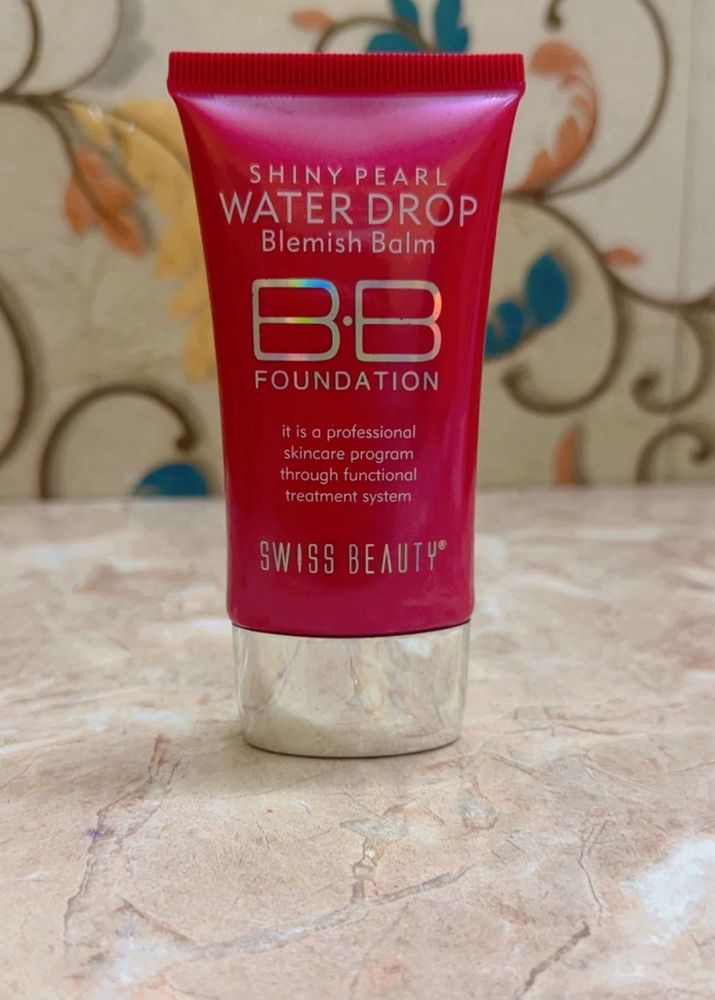 SHINY PEARL
WATER DROP
Blemish Balm
B·B
FOUNDATION
it is a professional
skincare program
through functional
treatment system
SWISS BEAUTY®